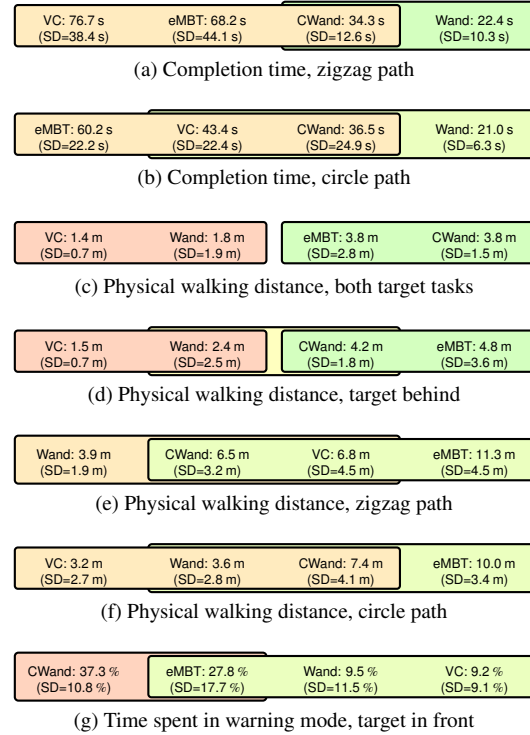 VC: 76.7 s eMBT: 68.2 s CWand: 34.3 s Wand: 22.4 s
(SD=38.4 s) (SD=44.1 s) (SD=12.6 s) (SD=10.3 s)
(a) Completion time, zigzag path
eMBT: 60.2 s VC: 43.4 s CWand: 36.5 s Wand: 21.0 s
(SD=22.2 s) (SD=22.4 s) (SD=24.9 s) (SD=6.3 s)
(b) Completion time, circle path
VC: 1.4 m Wand: 1.8 m eMBT: 3.8 m CWand: 3.8 m
(SD=0.7 m) (SD=1.9 m) (SD=2.8 m) (SD=1.5 m)
(c) Physical walking distance, both target tasks
VC: 1.5 m Wand: 2.4 m CWand: 4.2 m eMBT: 4.8 m
(SD=0.7 m) (SD=2.5 m) (SD=1.8 m) (SD=3.6 m)
(d) Physical walking distance, target behind
Wand: 3.9 m CWand: 6.5 m VC: 6.8 m eMBT: 11.3 m
(SD=1.9 m) (SD=3.2 m) (SD=4.5 m) (SD=4.5 m)
(e) Physical walking distance, zigzag path
VC: 3.2 m Wand: 3.6 m CWand: 7.4 m eMBT: 10.0 m
(SD=2.7 m) (SD=2.8 m) (SD=4.1 m) (SD=3.4 m)
(f) Physical walking distance, circle path
CWand: 37.3 % eMBT: 27.8 % Wand: 9.5 % VC: 9.2 %
(SD=10.8 %) (SD=17.7 %) (SD=11.5 %) (SD=9.1 %)
(g) Time spent in warning mode, target in front